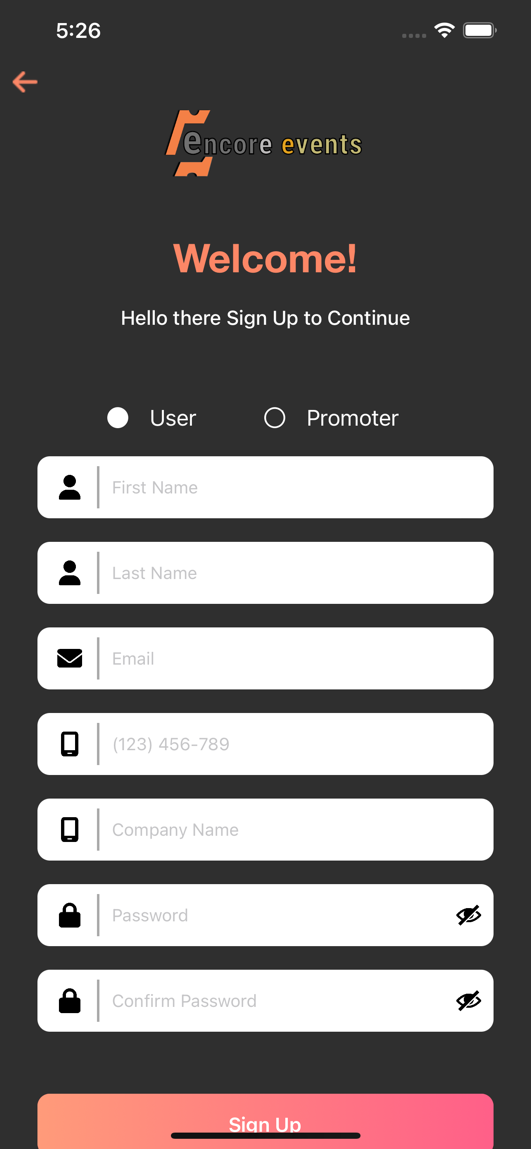 5:26
encore events
Welcome!
Hello there Sign Up to Continue
User Promoter
First Name
Last Name
Email
(123) 456-789
Company Name
Password
Confirm Password
Sign Up